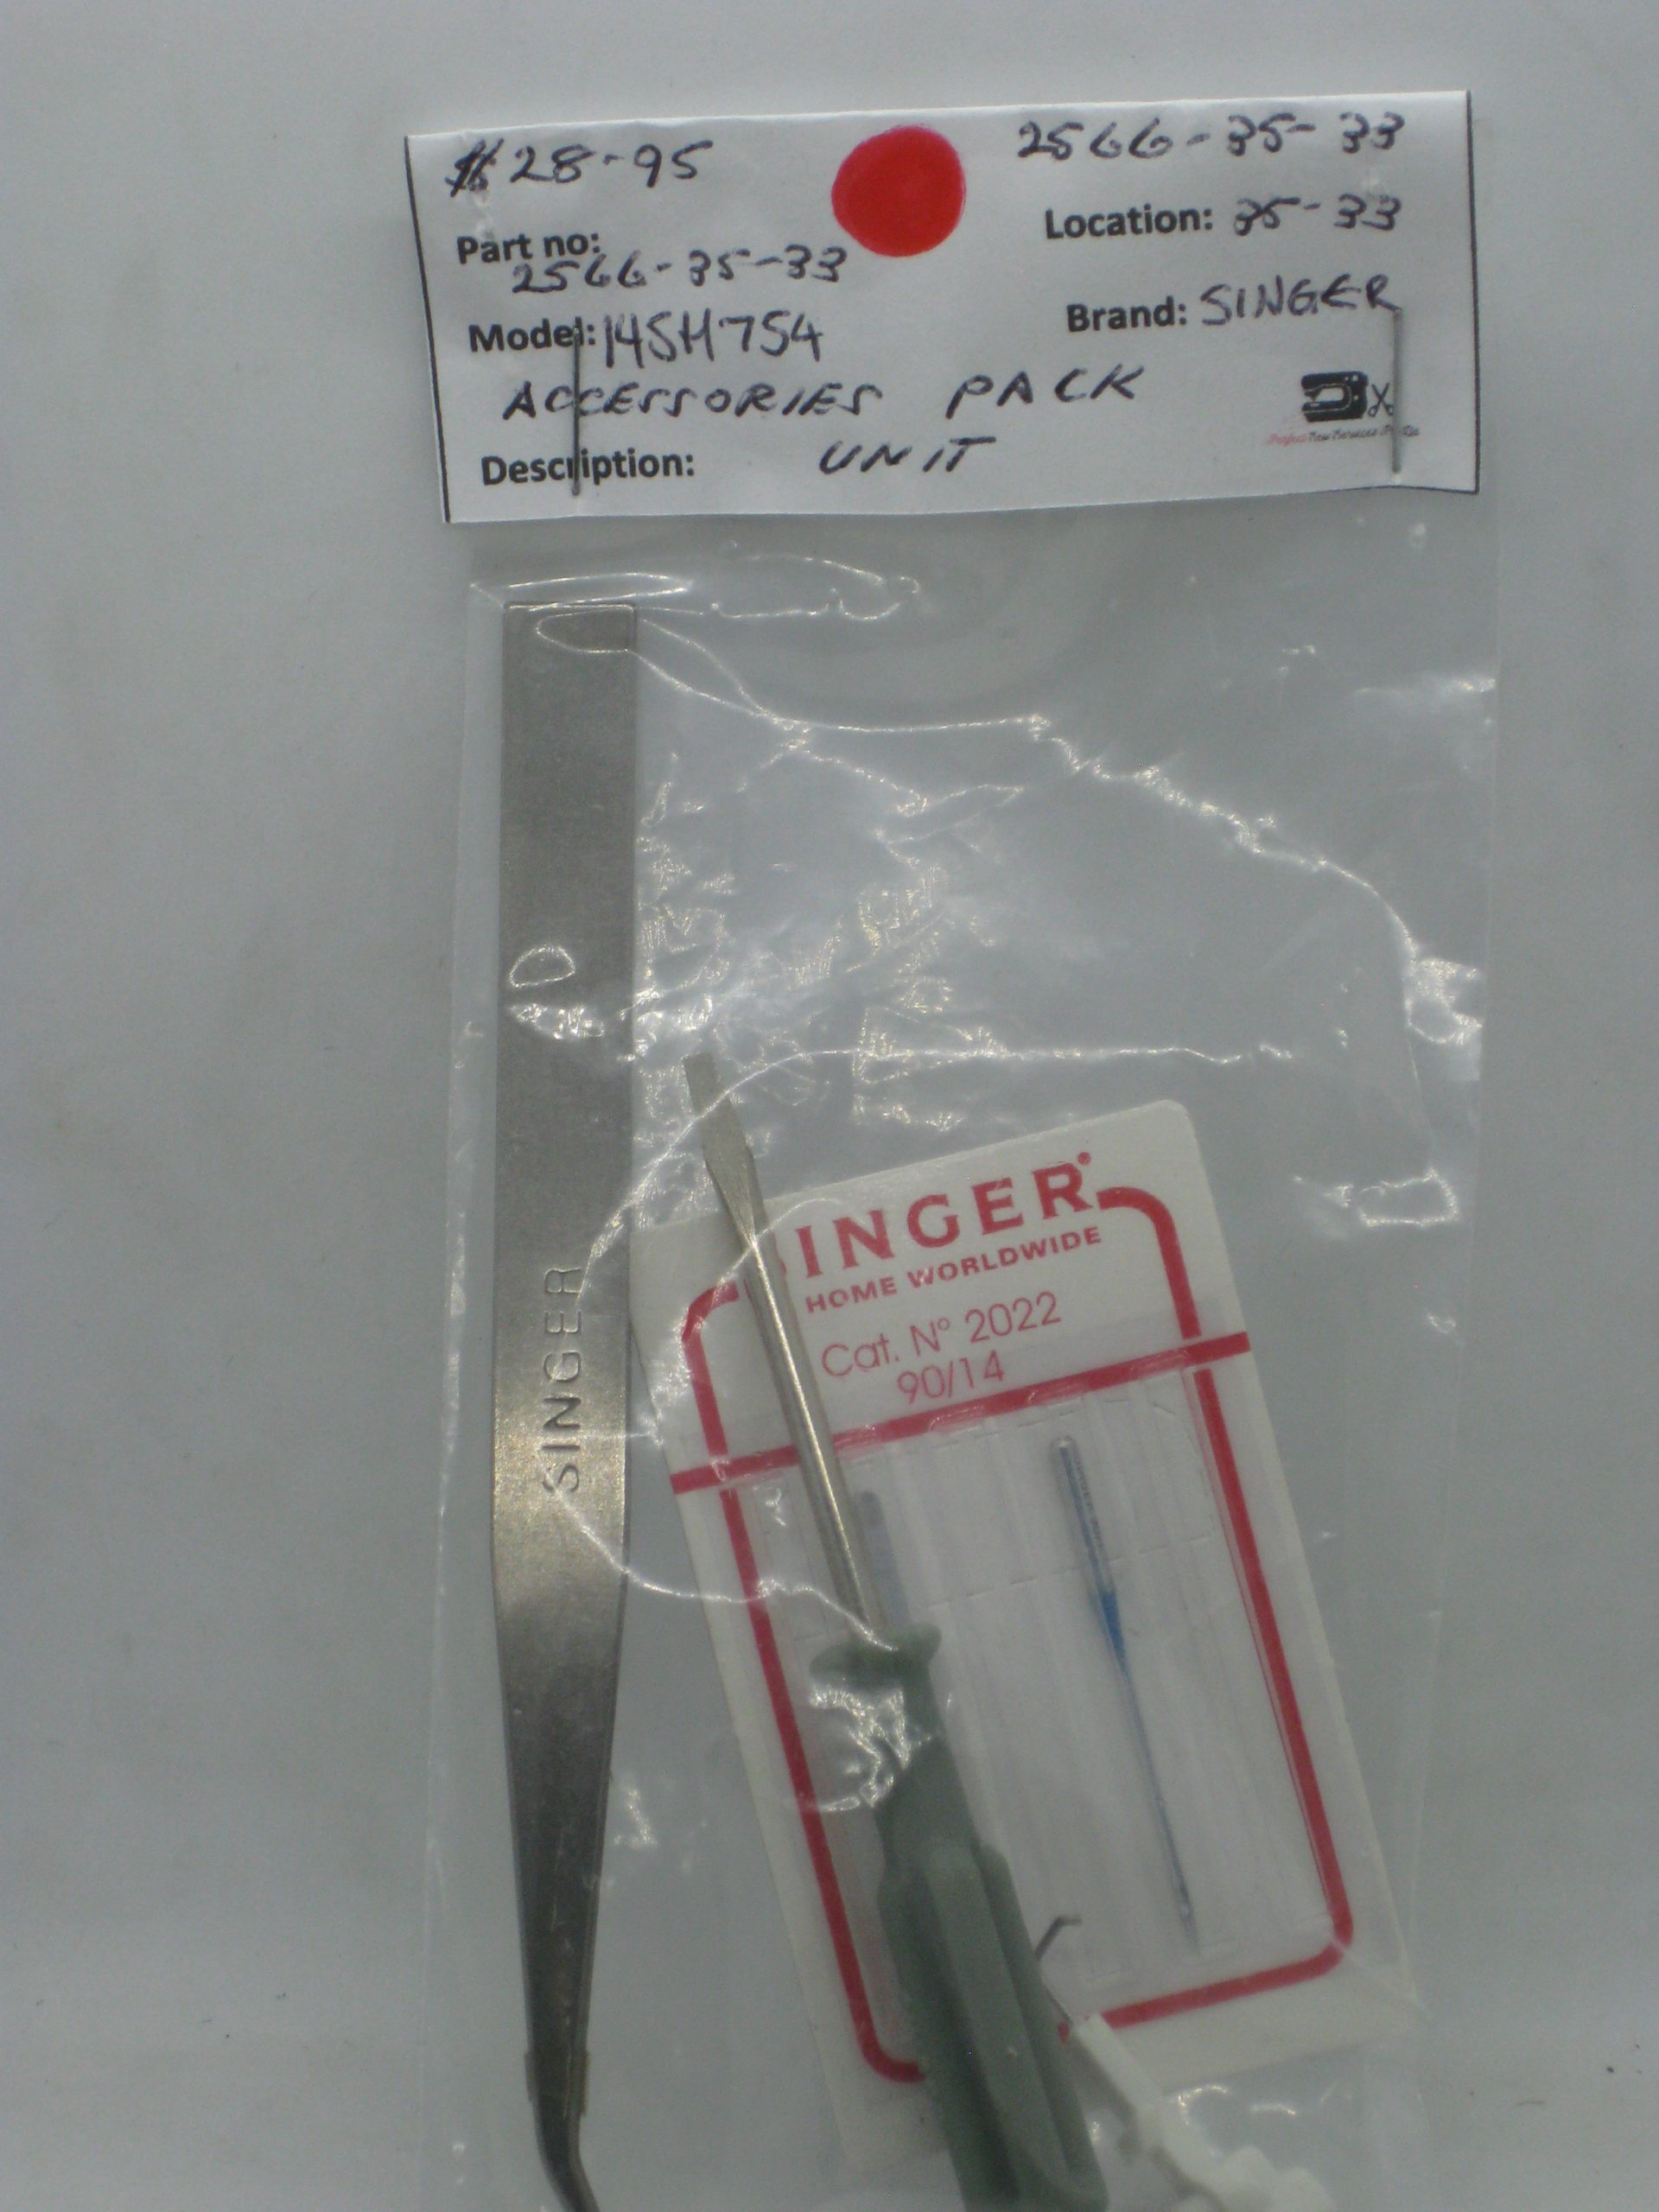 $28-95
2566-35-33
Part no:
2566-35-33
Location: 35-33
Model: 14SH754
Brand: SINGER
ACCESSORIES PACK
Description: UNIT
SINGER
SINGER
HOME WORLDWIDE
Cat. N° 2022
90/14